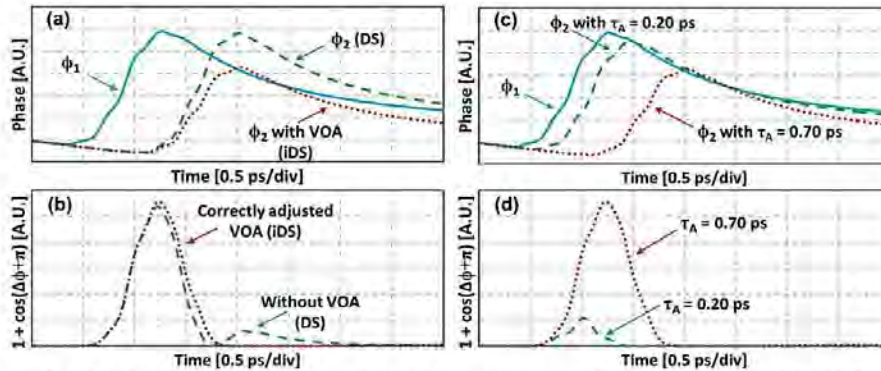 (a)
Phase [A.U.]
ϕ1
ϕ2 (DS)
ϕ2 with VOA
(iDS)
Time [0.5 ps/div]
(b)
1 + cos(Δϕ+π) [A.U.]
Correctly adjusted
VOA (iDS)
Without VOA
(DS)
Time [0.5 ps/div]
(c)
Phase [A.U.]
ϕ2 with τA = 0.20 ps
ϕ1
ϕ2 with τA = 0.70 ps
Time [0.5 ps/div]
(d)
1 + cos(Δϕ+π) [A.U.]
τA = 0.70 ps
τA = 0.20 ps
Time [0.5 ps/div]